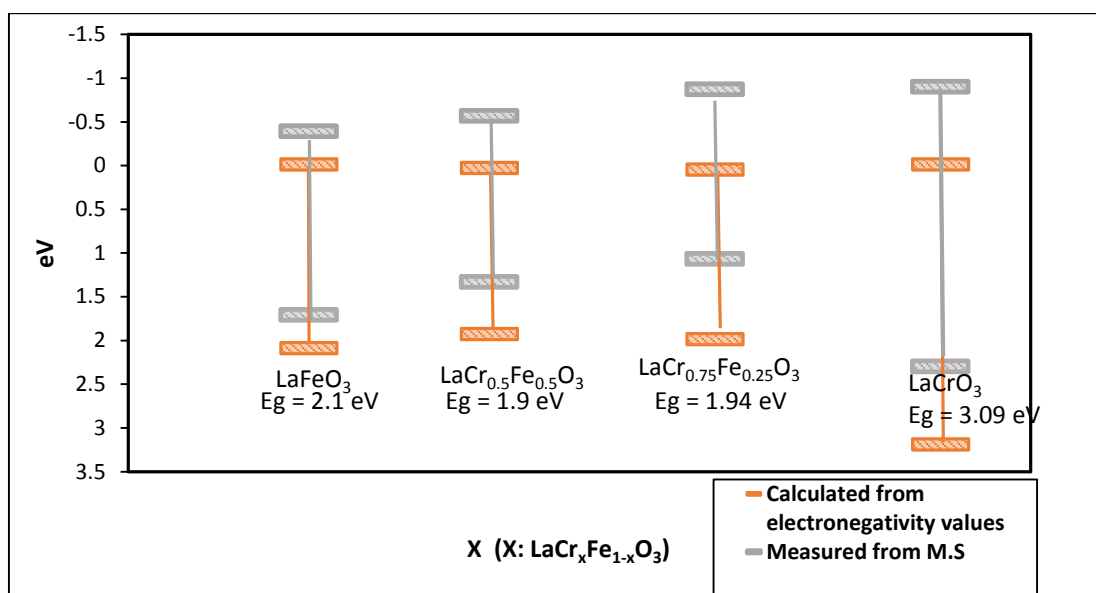 -1.5
-1
-0.5
0
0.5
1
1.5
2
2.5
3
3.5
eV
LaFeO3
Eg = 2.1 eV
LaCr0.5Fe0.5O3
Eg = 1.9 eV
LaCr0.75Fe0.25O3
Eg = 1.94 eV
LaCrO3
Eg = 3.09 eV
X (X: LaCrxFe1-xO3)
Calculated from
electronegativity values
Measured from M.S